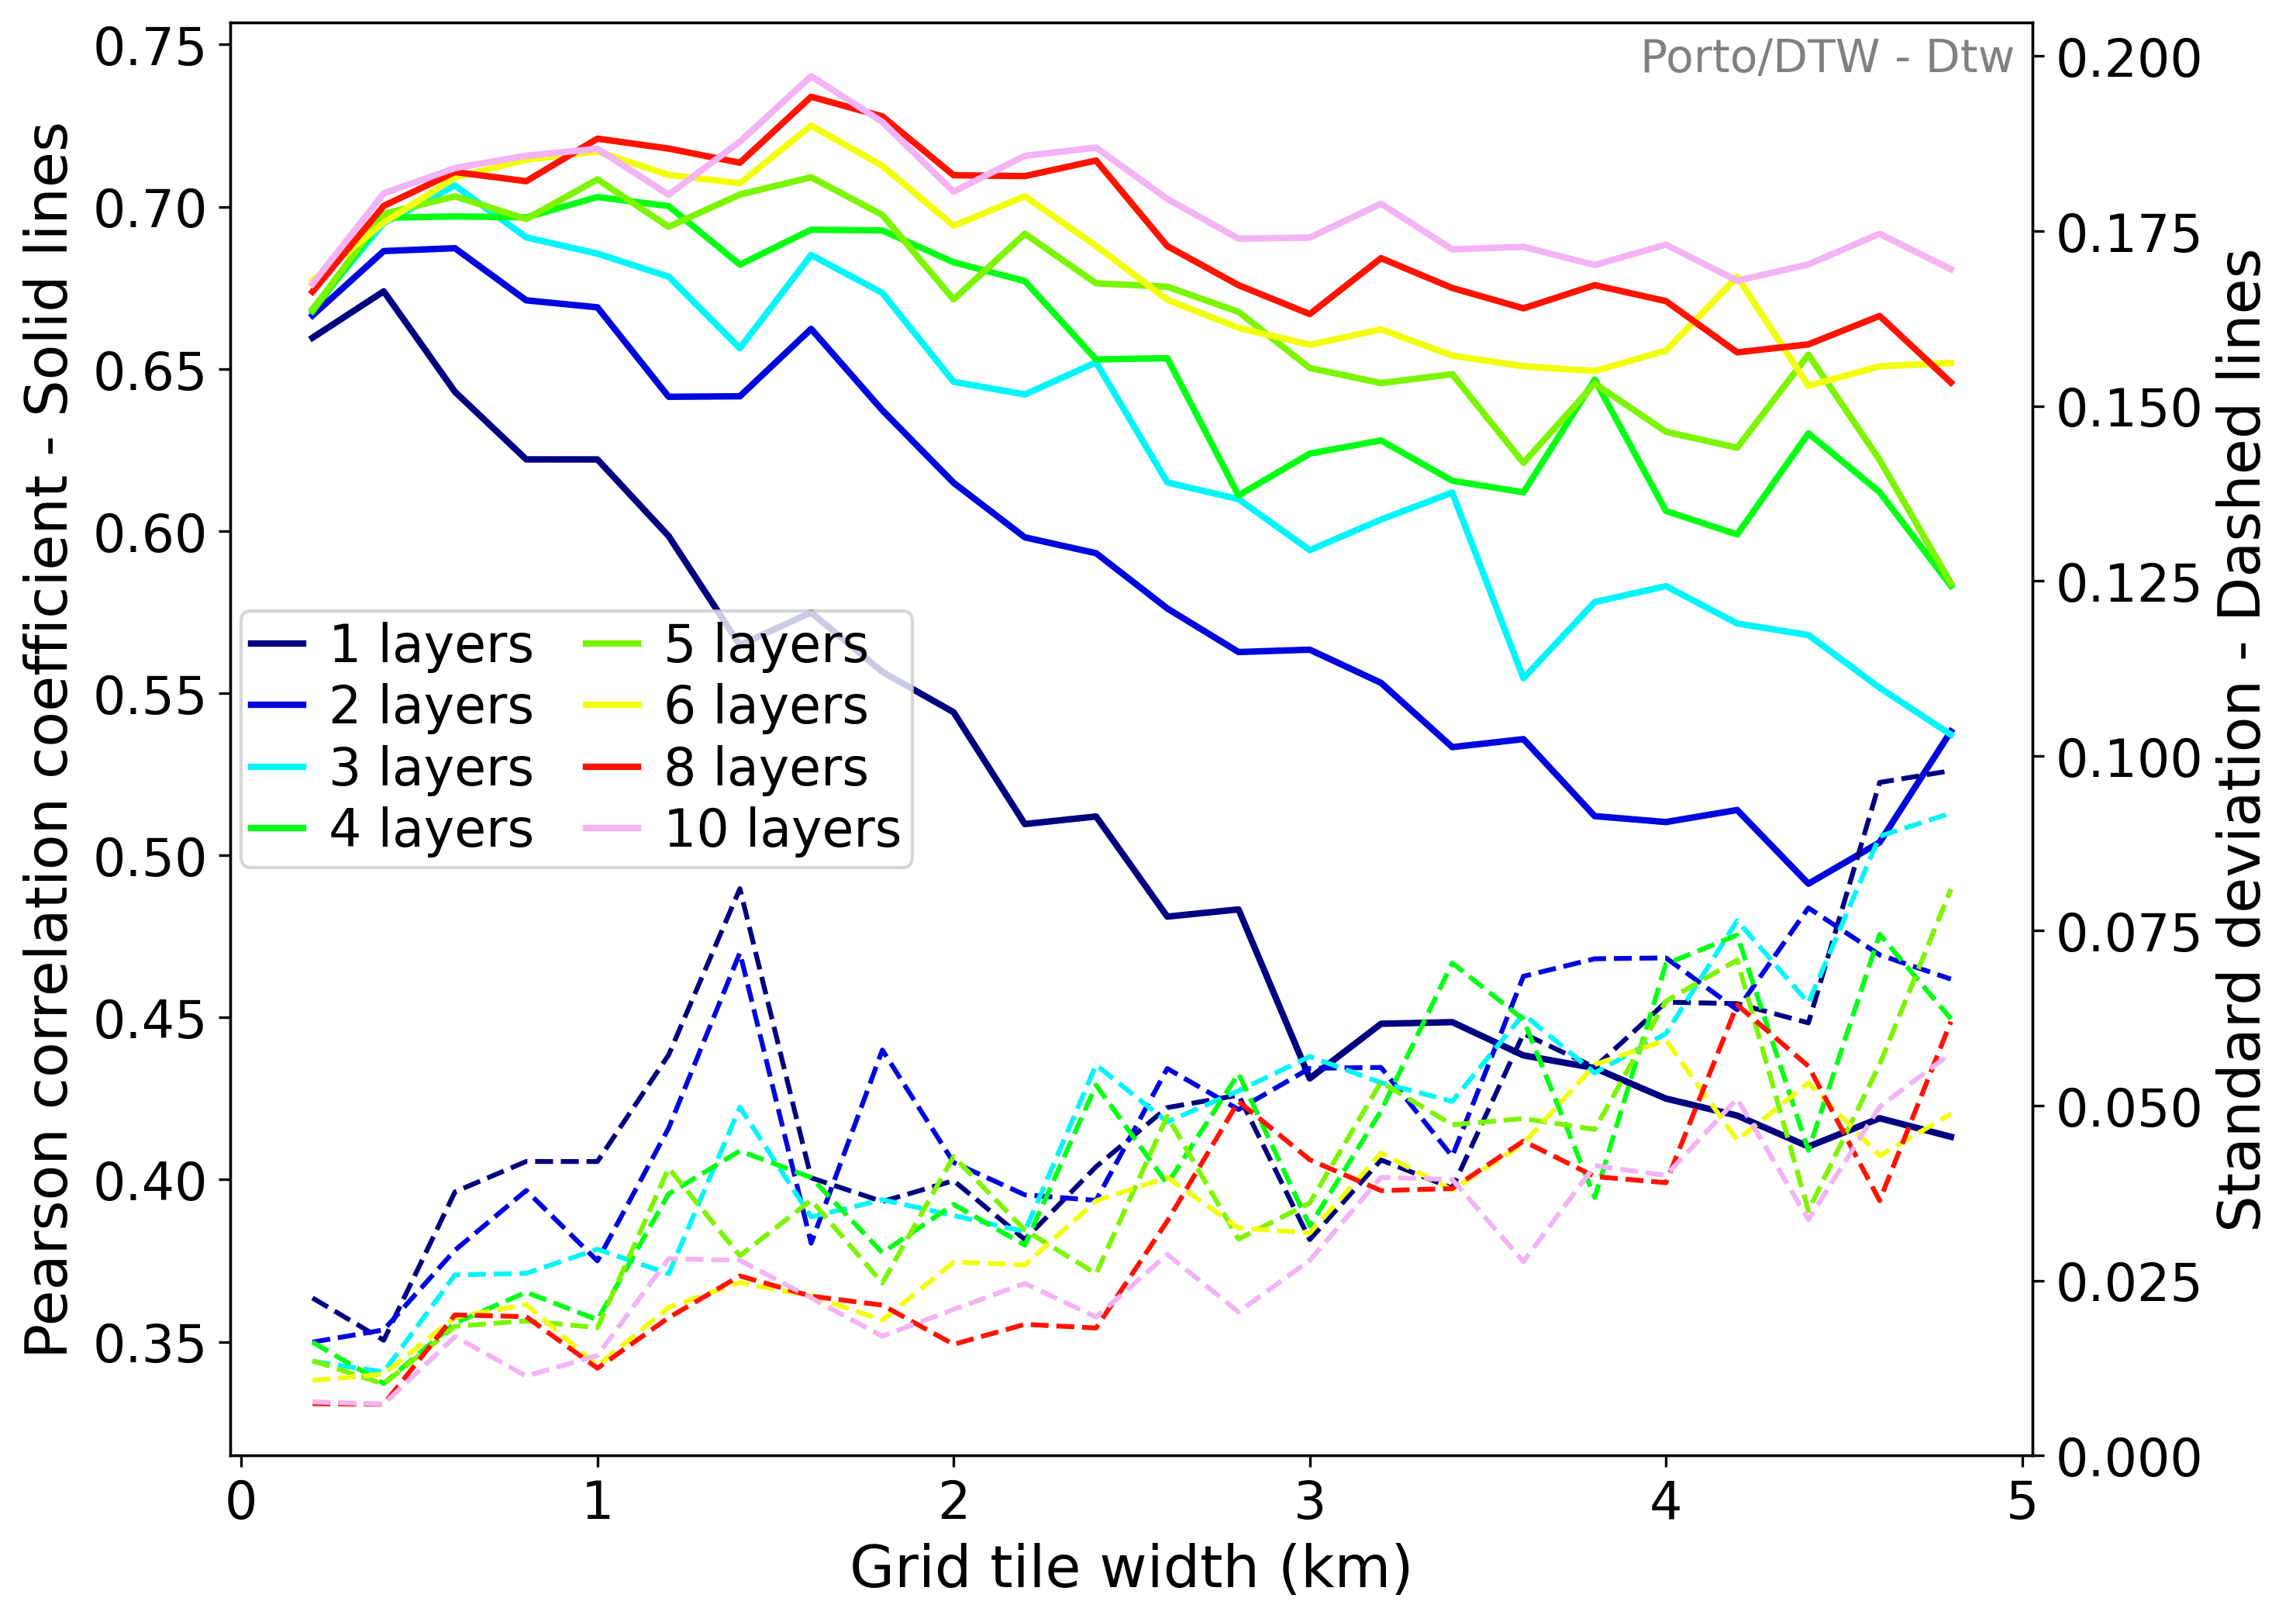 Porto/DTW - Dtw
Pearson correlation coefficient - Solid lines
0.75
0.70
0.65
0.60
0.55
0.50
0.45
0.40
0.35
1 layers
2 layers
3 layers
4 layers
5 layers
6 layers
8 layers
10 layers
0.200
0.175
0.150
0.125
0.100
0.075
0.050
0.025
0.000
Standard deviation - Dashed lines
0 1 2 3 4 5
Grid tile width (km)